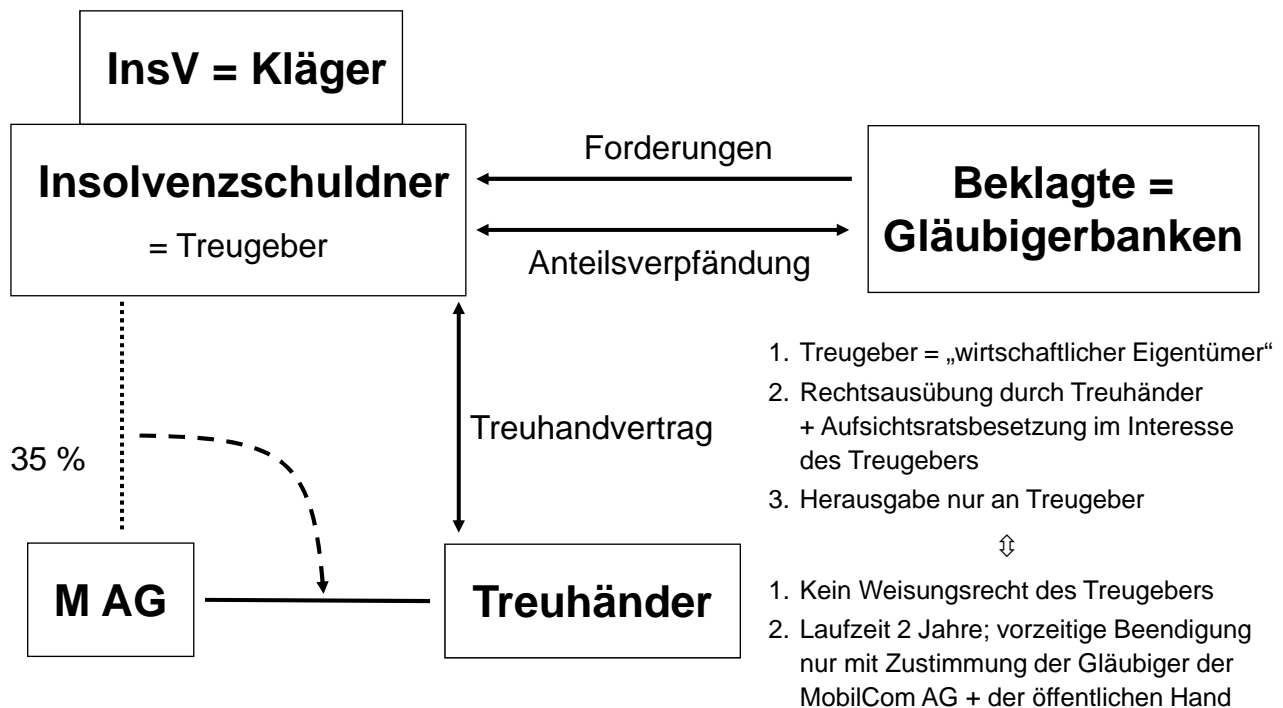 InsV = Kläger
Insolvenzschuldner
= Treugeber
Forderungen
Anteilsverpfändung
Beklagte =
Gläubigerbanken
35 %
Treuhandvertrag
M AG
Treuhänder
1. Treugeber = „wirtschaftlicher Eigentümer“
2. Rechtsausübung durch Treuhänder
+ Aufsichtsratsbesetzung im Interesse
des Treugebers
3. Herausgabe nur an Treugeber
⇕
1. Kein Weisungsrecht des Treugebers
2. Laufzeit 2 Jahre; vorzeitige Beendigung
nur mit Zustimmung der Gläubiger der
MobilCom AG + der öffentlichen Hand